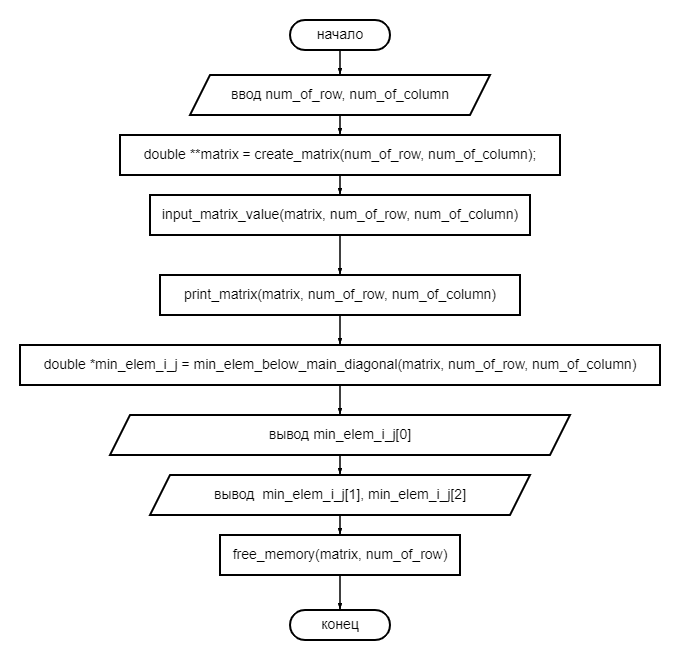 начало
ввод num_of_row, num_of_column
double **matrix = create_matrix(num_of_row, num_of_column);
input_matrix_value(matrix, num_of_row, num_of_column)
print_matrix(matrix, num_of_row, num_of_column)
double *min_elem_i_j = min_elem_below_main_diagonal(matrix, num_of_row, num_of_column)
вывод min_elem_i_j[0]
вывод  min_elem_i_j[1], min_elem_i_j[2]
free_memory(matrix, num_of_row)
конец